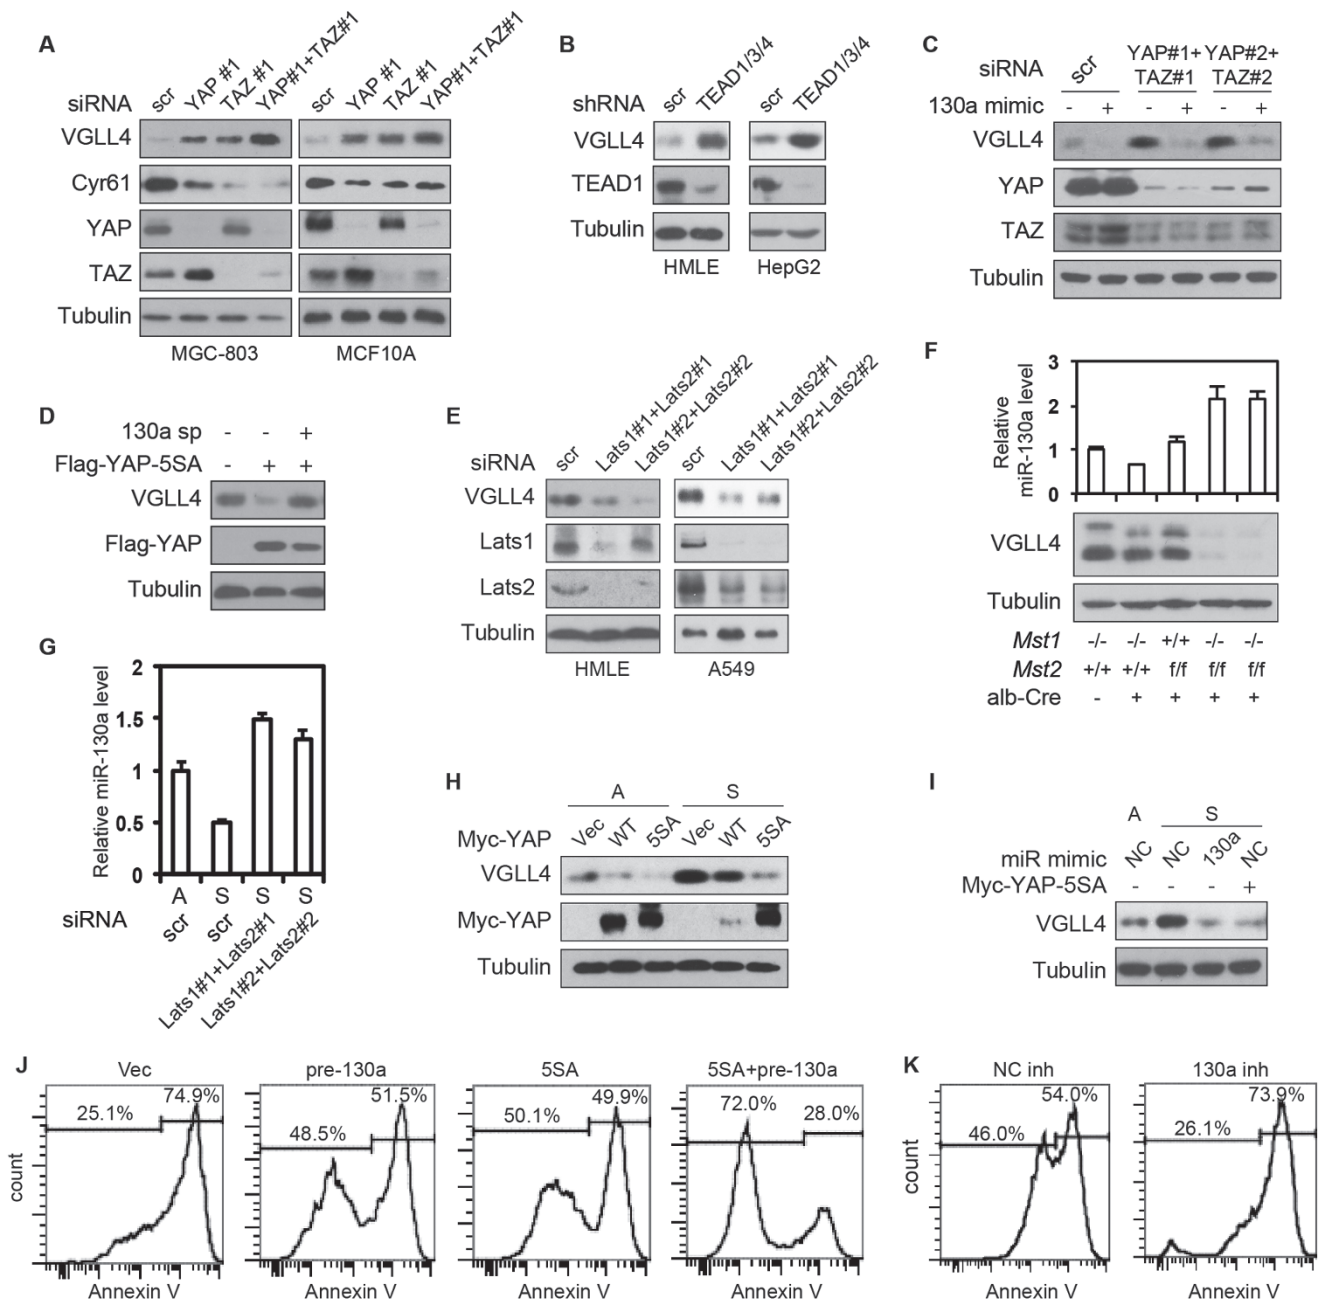 A
siRNA
scr
YAP #1
TAZ #1
YAP#1+TAZ#1
scr
YAP #1
TAZ #1
YAP#1+TAZ#1
VGLL4
Cyr61
YAP
TAZ
Tubulin
MGC-803
MCF10A
B
shRNA
scr
TEAD1/3/4
scr
TEAD1/3/4
VGLL4
TEAD1
Tubulin
HMLE
HepG2
C
siRNA
scr
YAP#1+ YAP#2+
TAZ#1 TAZ#2
130a mimic - + - + - +
VGLL4
YAP
TAZ
Tubulin
D
130a sp - - +
Flag-YAP-5SA - + +
VGLL4
Flag-YAP
Tubulin
E
siRNA
scr
Lats1#1+Lats2#1
Lats1#2+Lats2#2
scr
Lats1#1+Lats2#1
Lats1#2+Lats2#2
VGLL4
Lats1
Lats2
Tubulin
HMLE
A549
F
Relative
miR-130a level
3
2
1
0
VGLL4
Tubulin
Mst1 -/- -/- +/+ -/- -/-
Mst2 +/+ +/+ f/f f/f f/f
alb-Cre - + + + +
G
Relative miR-130a level
2
1.5
1
0.5
0
A S S S
siRNA
scr
scr
Lats1#1+Lats2#1
Lats1#2+Lats2#2
H
A S
Myc-YAP
Vec
WT
5SA
Vec
WT
5SA
VGLL4
Myc-YAP
Tubulin
I
A S
miR mimic
NC
NC
130a
NC
Myc-YAP-5SA - - - +
VGLL4
Tubulin
J
Vec
25.1%
74.9%
count
Annexin V
pre-130a
48.5%
51.5%
Annexin V
5SA
50.1%
49.9%
Annexin V
5SA+pre-130a
72.0%
28.0%
Annexin V
K
NC inh
46.0%
54.0%
count
Annexin V
130a inh
26.1%
73.9%
Annexin V